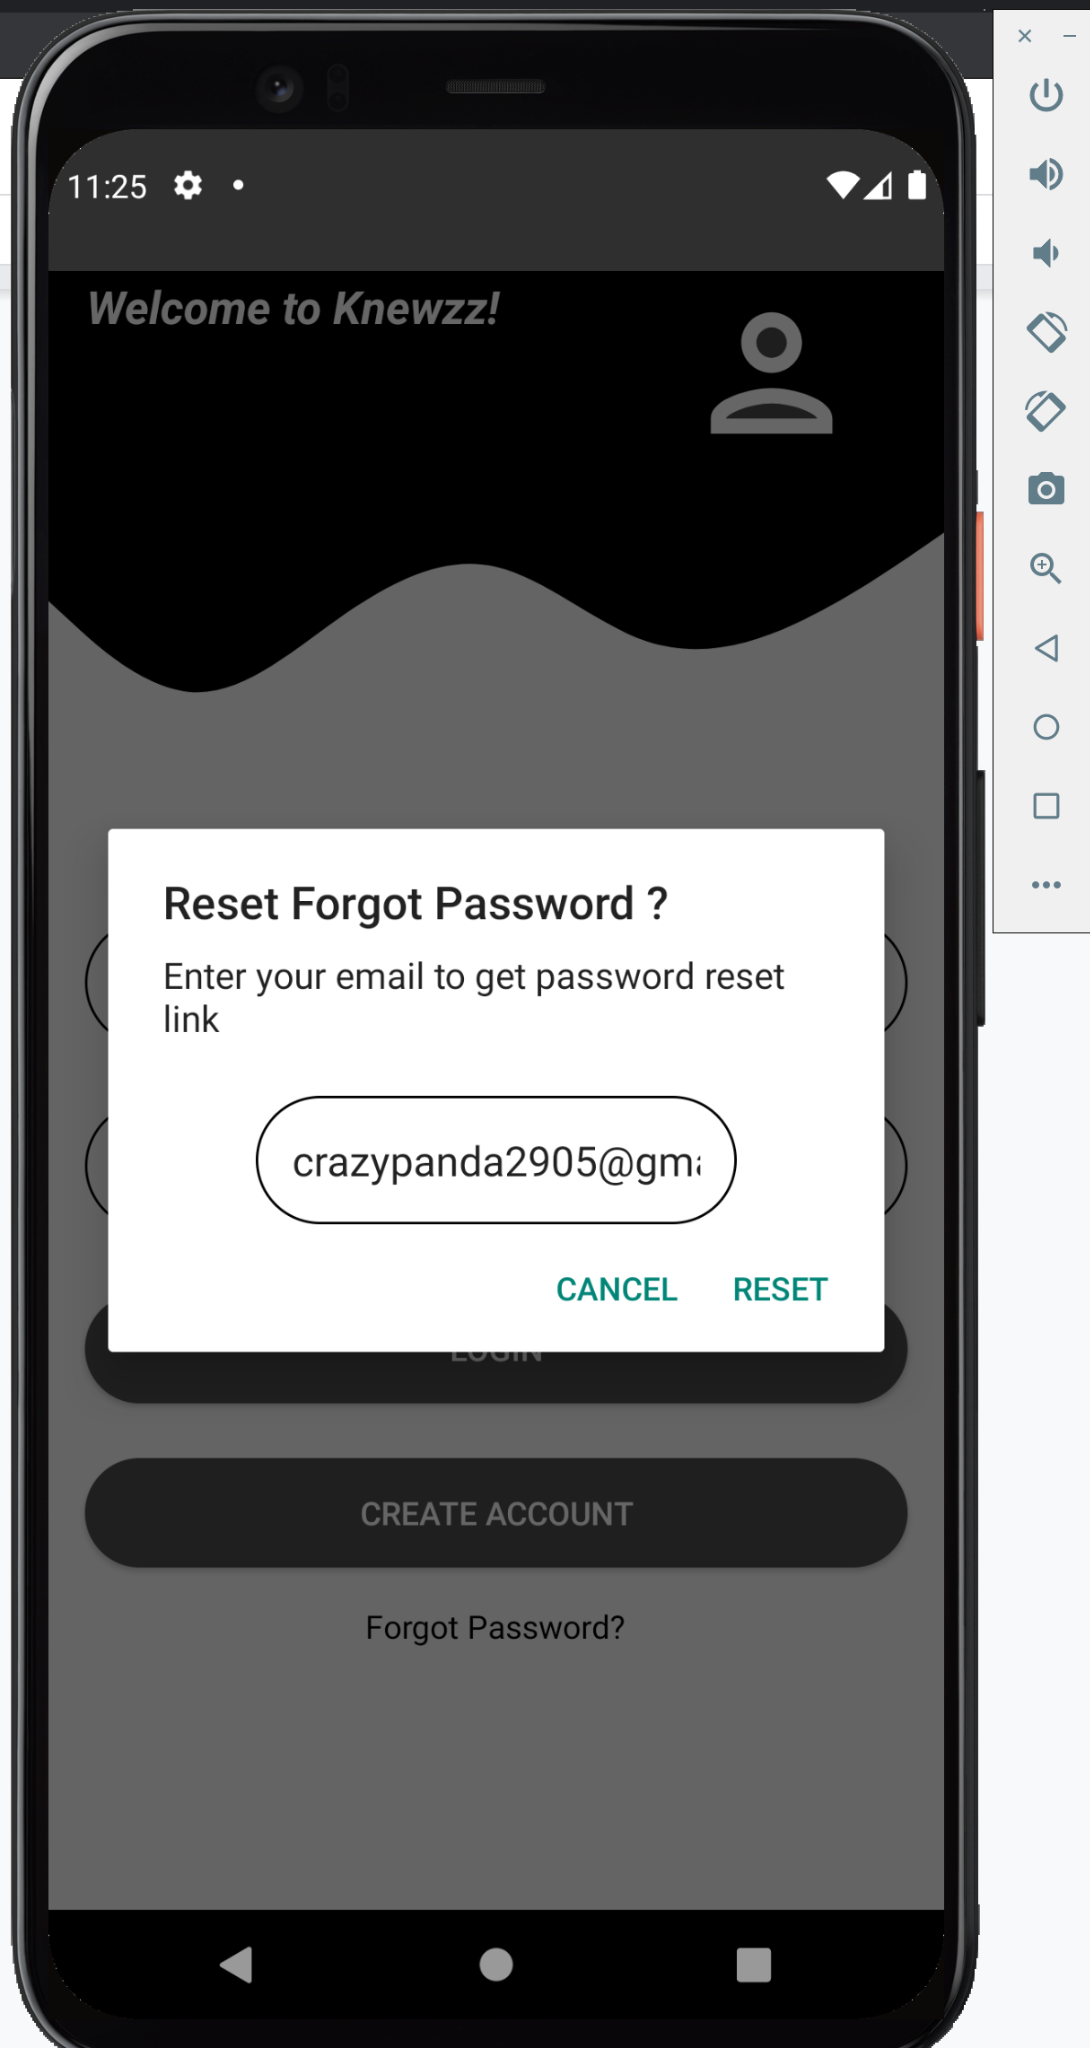 11:25
Welcome to Knewzz!
Reset Forgot Password ?
Enter your email to get password reset
link
crazypanda2905@gm
CANCEL
RESET
LOGIN
CREATE ACCOUNT
Forgot Password?